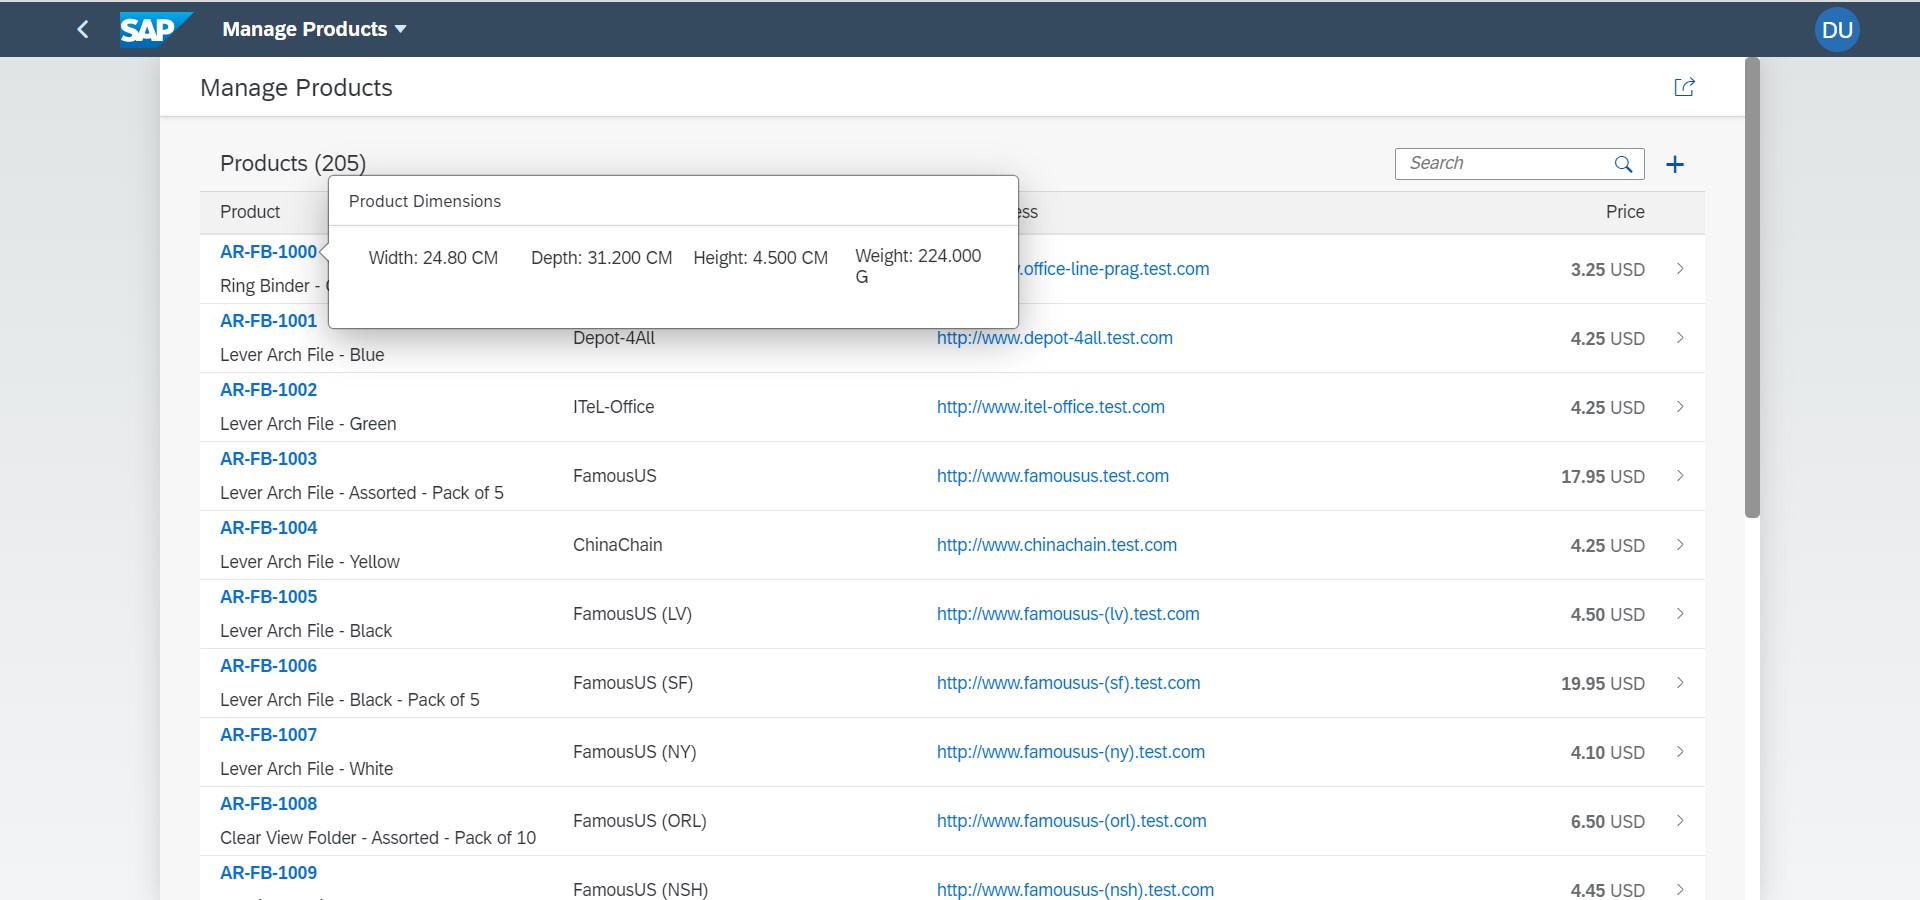 SAP Manage Products DU
Manage Products
Products (205) Search
Product Price
Product Dimensions
Width: 24.80 CM Depth: 31.200 CM Height: 4.500 CM Weight: 224.000
G
AR-FB-1000
Ring Binder -
.office-line-prag.test.com 3.25 USD
AR-FB-1001
Lever Arch File - Blue
Depot-4All http://www.depot-4all.test.com 4.25 USD
AR-FB-1002
Lever Arch File - Green
ITeL-Office http://www.itel-office.test.com 4.25 USD
AR-FB-1003
Lever Arch File - Assorted - Pack of 5
FamousUS http://www.famousus.test.com 17.95 USD
AR-FB-1004
Lever Arch File - Yellow
ChinaChain http://www.chinachain.test.com 4.25 USD
AR-FB-1005
Lever Arch File - Black
FamousUS (LV) http://www.famousus-(lv).test.com 4.50 USD
AR-FB-1006
Lever Arch File - Black - Pack of 5
FamousUS (SF) http://www.famousus-(sf).test.com 19.95 USD
AR-FB-1007
Lever Arch File - White
FamousUS (NY) http://www.famousus-(ny).test.com 4.10 USD
AR-FB-1008
Clear View Folder - Assorted - Pack of 10
FamousUS (ORL) http://www.famousus-(orl).test.com 6.50 USD
AR-FB-1009
FamousUS (NSH) http://www.famousus-(nsh).test.com 4.45 USD